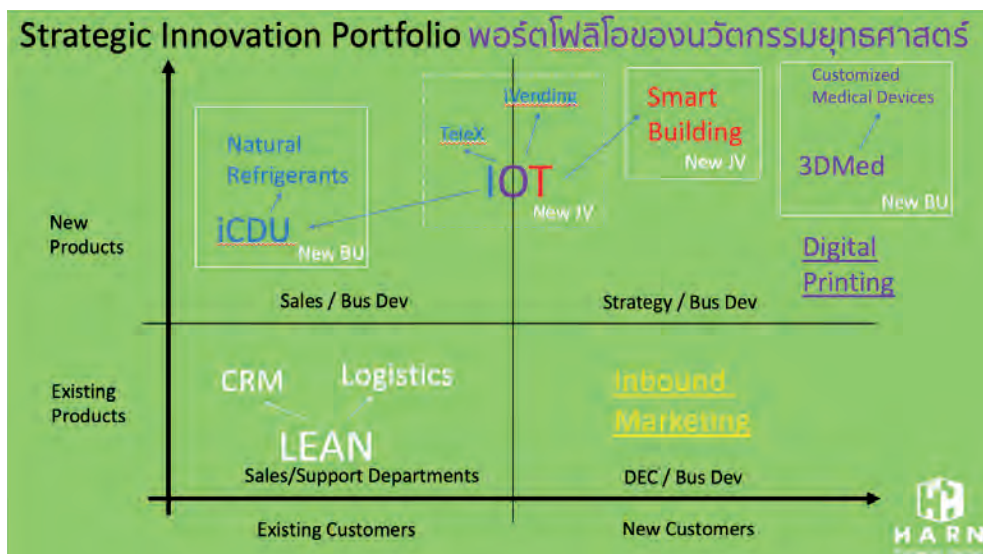 Strategic Innovation Portfolio พอร์ตโฟลิโอของนวัตกรรมยุทธศาสตร์
Customized
Medical Devices
iVending
Smart
Building
New JV
TeleX
Natural
Refrigerants
3DMed
IOT
New JV
New BU
iCDU
New BU
New
Products
Digital
Printing
Sales / Bus Dev
Strategy / Bus Dev
CRM
Logistics
Inbound
Marketing
Existing
Products
LEAN
Sales/Support Departments
DEC / Bus Dev
Existing Customers
New Customers
HARN